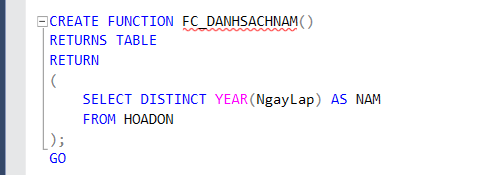 CREATE FUNCTION FC_DANHSACHNAM()
RETURNS TABLE
RETURN
(
    SELECT DISTINCT YEAR(NgayLap) AS NAM
    FROM HOADON
);
GO